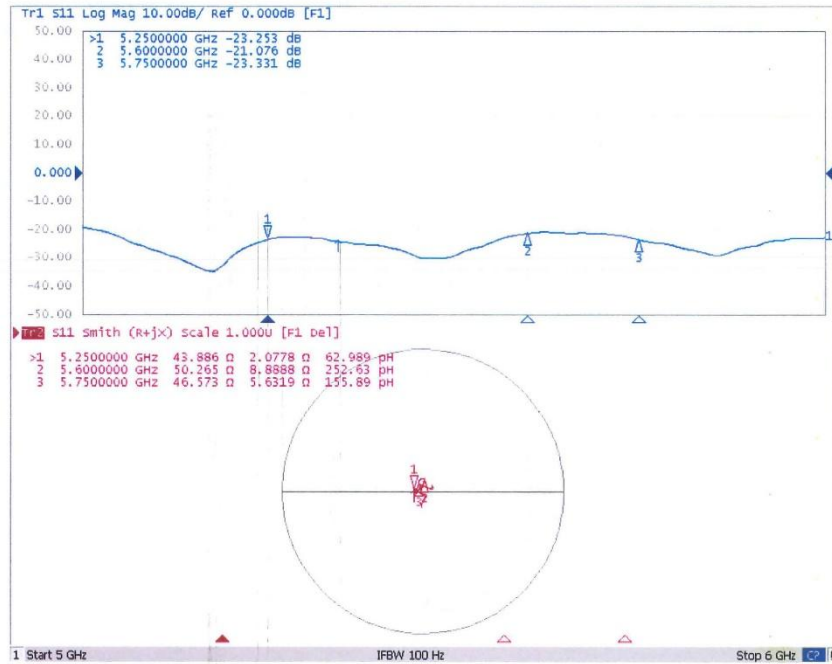 Tr1 S11 Log Mag 10.00dB/ Ref 0.000dB [F1]
50.00
40.00
30.00
20.00
10.00
0.000
-10.00
-20.00
-30.00
-40.00
-50.00
>1 5.2500000 GHz -23.253 dB
2 5.6000000 GHz -21.076 dB
3 5.7500000 GHz -23.331 dB
1
2
3
1
Tr2 S11 Smith (R+jX) Scale 1.000U [F1 Del]
>1 5.2500000 GHz 43.886 Ω 2.0778 Ω 62.989 pH
2 5.6000000 GHz 50.265 Ω 8.8888 Ω 252.63 pH
3 5.7500000 GHz 46.573 Ω 5.6319 Ω 155.89 pH
1
1 Start 5 GHz IFBW 100 Hz Stop 6 GHz C?